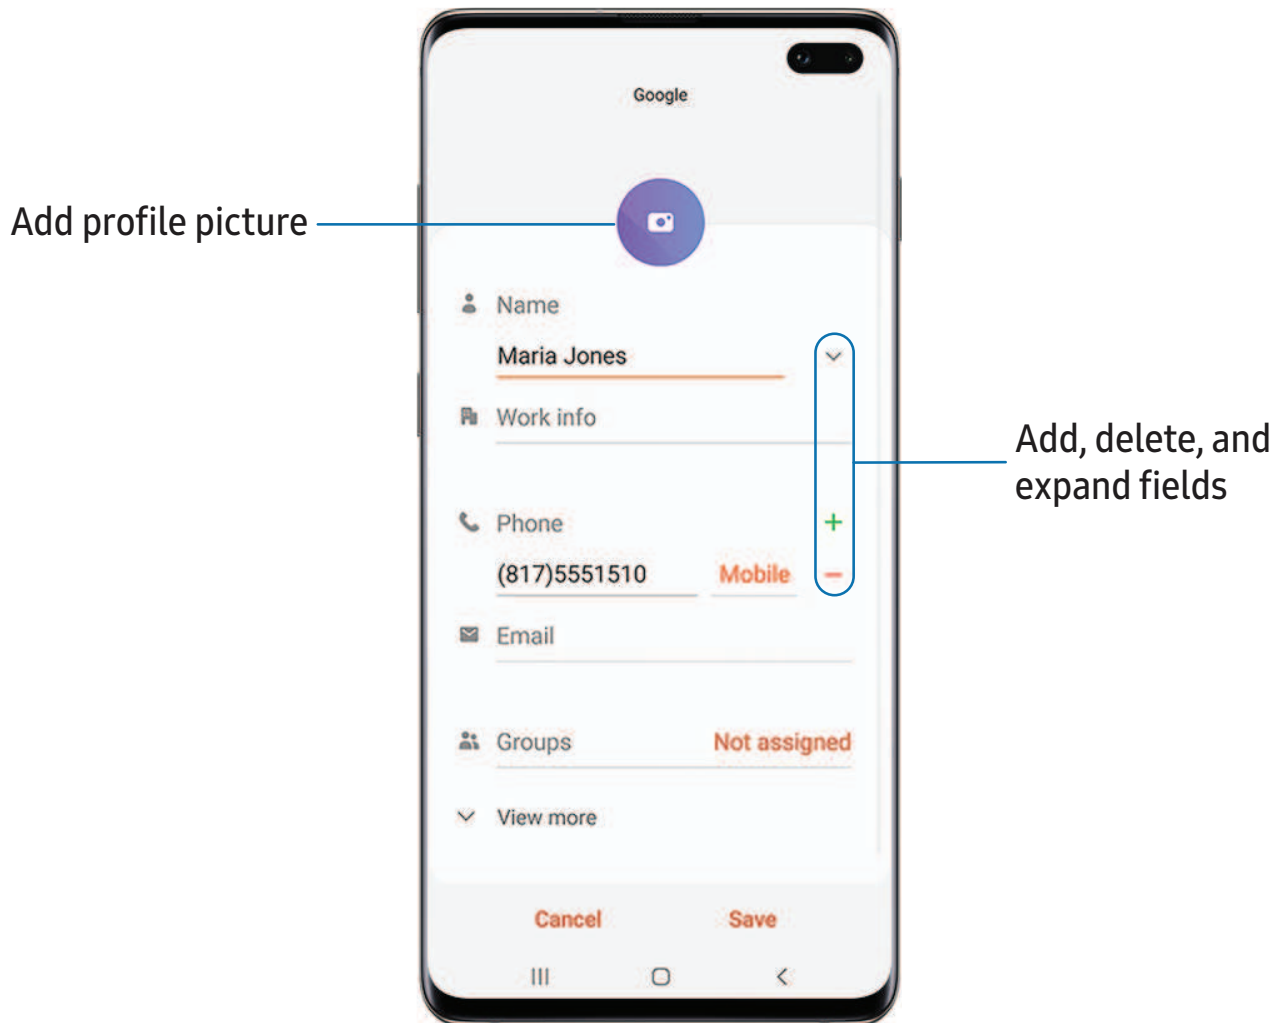 Google
Add profile picture
Name
Maria Jones
Work info
Add, delete, and
expand fields
Phone
(817)5551510 Mobile
Email
Groups Not assigned
View more
Cancel Save